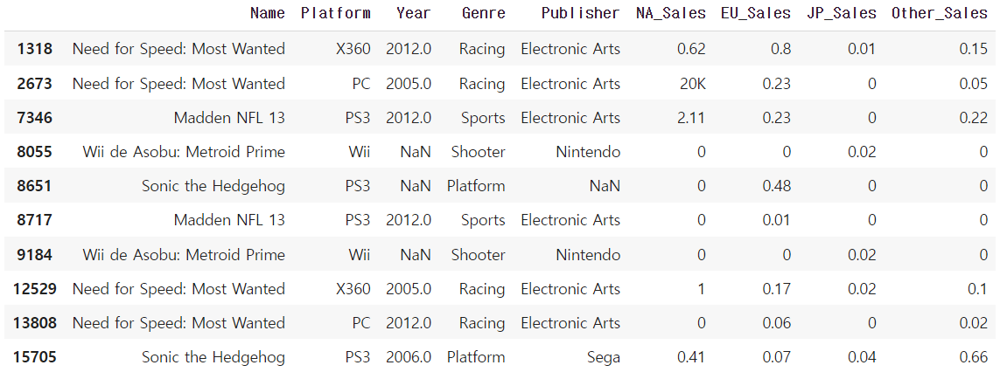 Name Platform Year Genre Publisher NA_Sales EU_Sales JP_Sales Other_Sales
1318 Need for Speed: Most Wanted X360 2012.0 Racing Electronic Arts 0.62 0.8 0.01 0.15
2673 Need for Speed: Most Wanted PC 2005.0 Racing Electronic Arts 20K 0.23 0 0.05
7346 Madden NFL 13 PS3 2012.0 Sports Electronic Arts 2.11 0.23 0 0.22
8055 Wii de Asobu: Metroid Prime Wii NaN Shooter Nintendo 0 0 0.02 0
8651 Sonic the Hedgehog PS3 NaN Platform NaN 0 0.48 0 0
8717 Madden NFL 13 PS3 2012.0 Sports Electronic Arts 0 0.01 0 0
9184 Wii de Asobu: Metroid Prime Wii NaN Shooter Nintendo 0 0 0.02 0
12529 Need for Speed: Most Wanted X360 2005.0 Racing Electronic Arts 1 0.17 0.02 0.1
13808 Need for Speed: Most Wanted PC 2012.0 Racing Electronic Arts 0 0.06 0 0.02
15705 Sonic the Hedgehog PS3 2006.0 Platform Sega 0.41 0.07 0.04 0.66